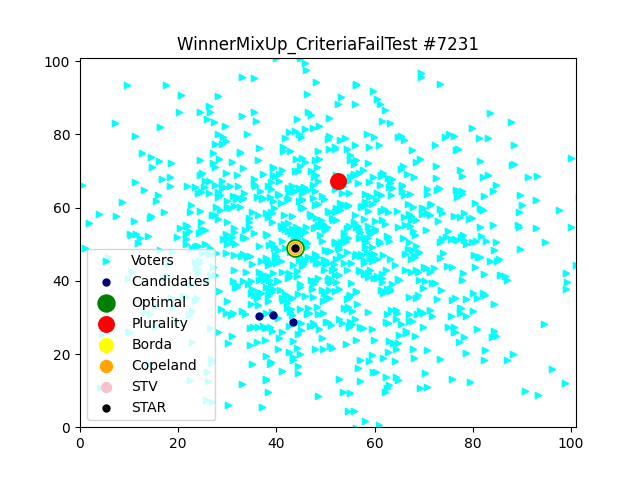 WinnerMixUp_CriteriaFailTest #7231
100
80
60
40
20
0
Voters
Candidates
Optimal
Plurality
Borda
Copeland
STV
STAR
0 20 40 60 80 100